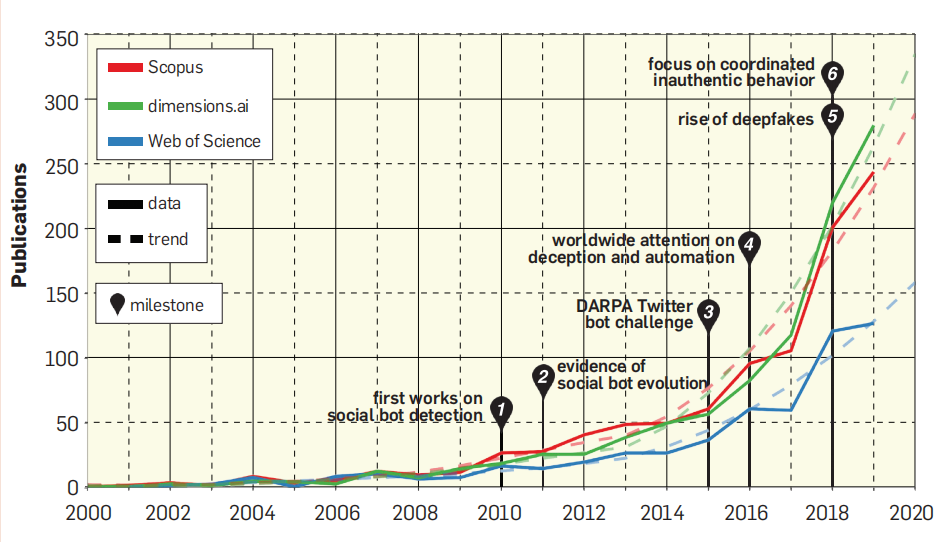 350
300
250
200
150
100
50
0
Publications
Scopus
dimensions.ai
Web of Science
data
trend
milestone
6
focus on coordinated
inauthentic behavior
5
rise of deepfakes
4
worldwide attention on
deception and automation
3
DARPA Twitter
bot challenge
2
evidence of
social bot evolution
1
first works on
social bot detection
2000 2002 2004 2006 2008 2010 2012 2014 2016 2018 2020